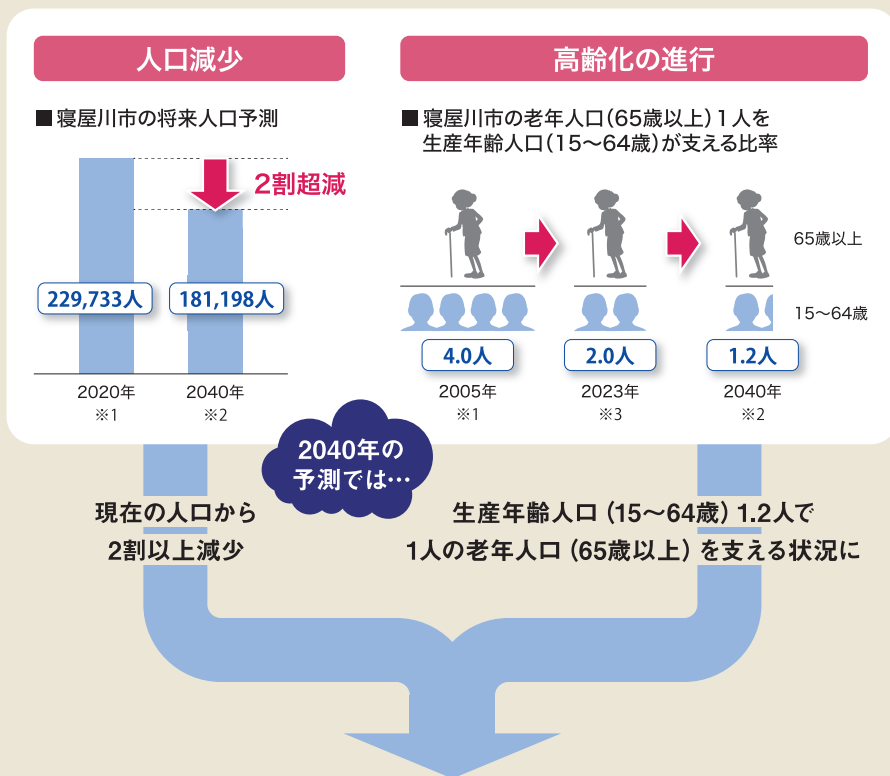 人口減少
■寝屋川市の将来人口予測
2割超減
229,733人
181,198人
2020年
※1
2040年
※2
高齢化の進行
■寝屋川市の老年人口(65歳以上)1人を
生産年齢人口(15〜64歳)が支える比率
65歳以上
15〜64歳
4.0人
2.0人
1.2人
2005年
※1
2023年
※3
2040年
※2
2040年の
予測では…
現在の人口から
2割以上減少
生産年齢人口(15〜64歳)1.2人で
1人の老年人口(65歳以上)を支える状況に